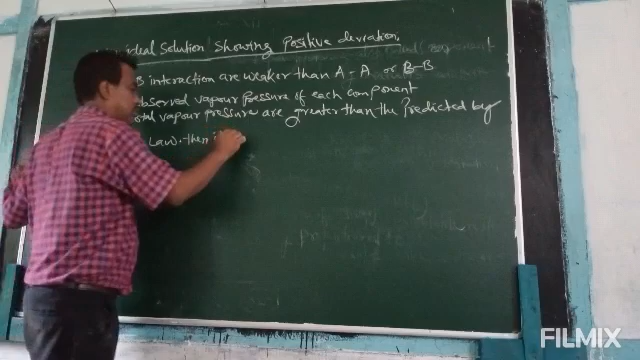 ideal Solution Showing Positive deviation.
B interaction are weaker than A-A or B-B
observed vapour Pressure of each component
total vapour pressure are greater than the Predicted by
Law. then
FILMIX